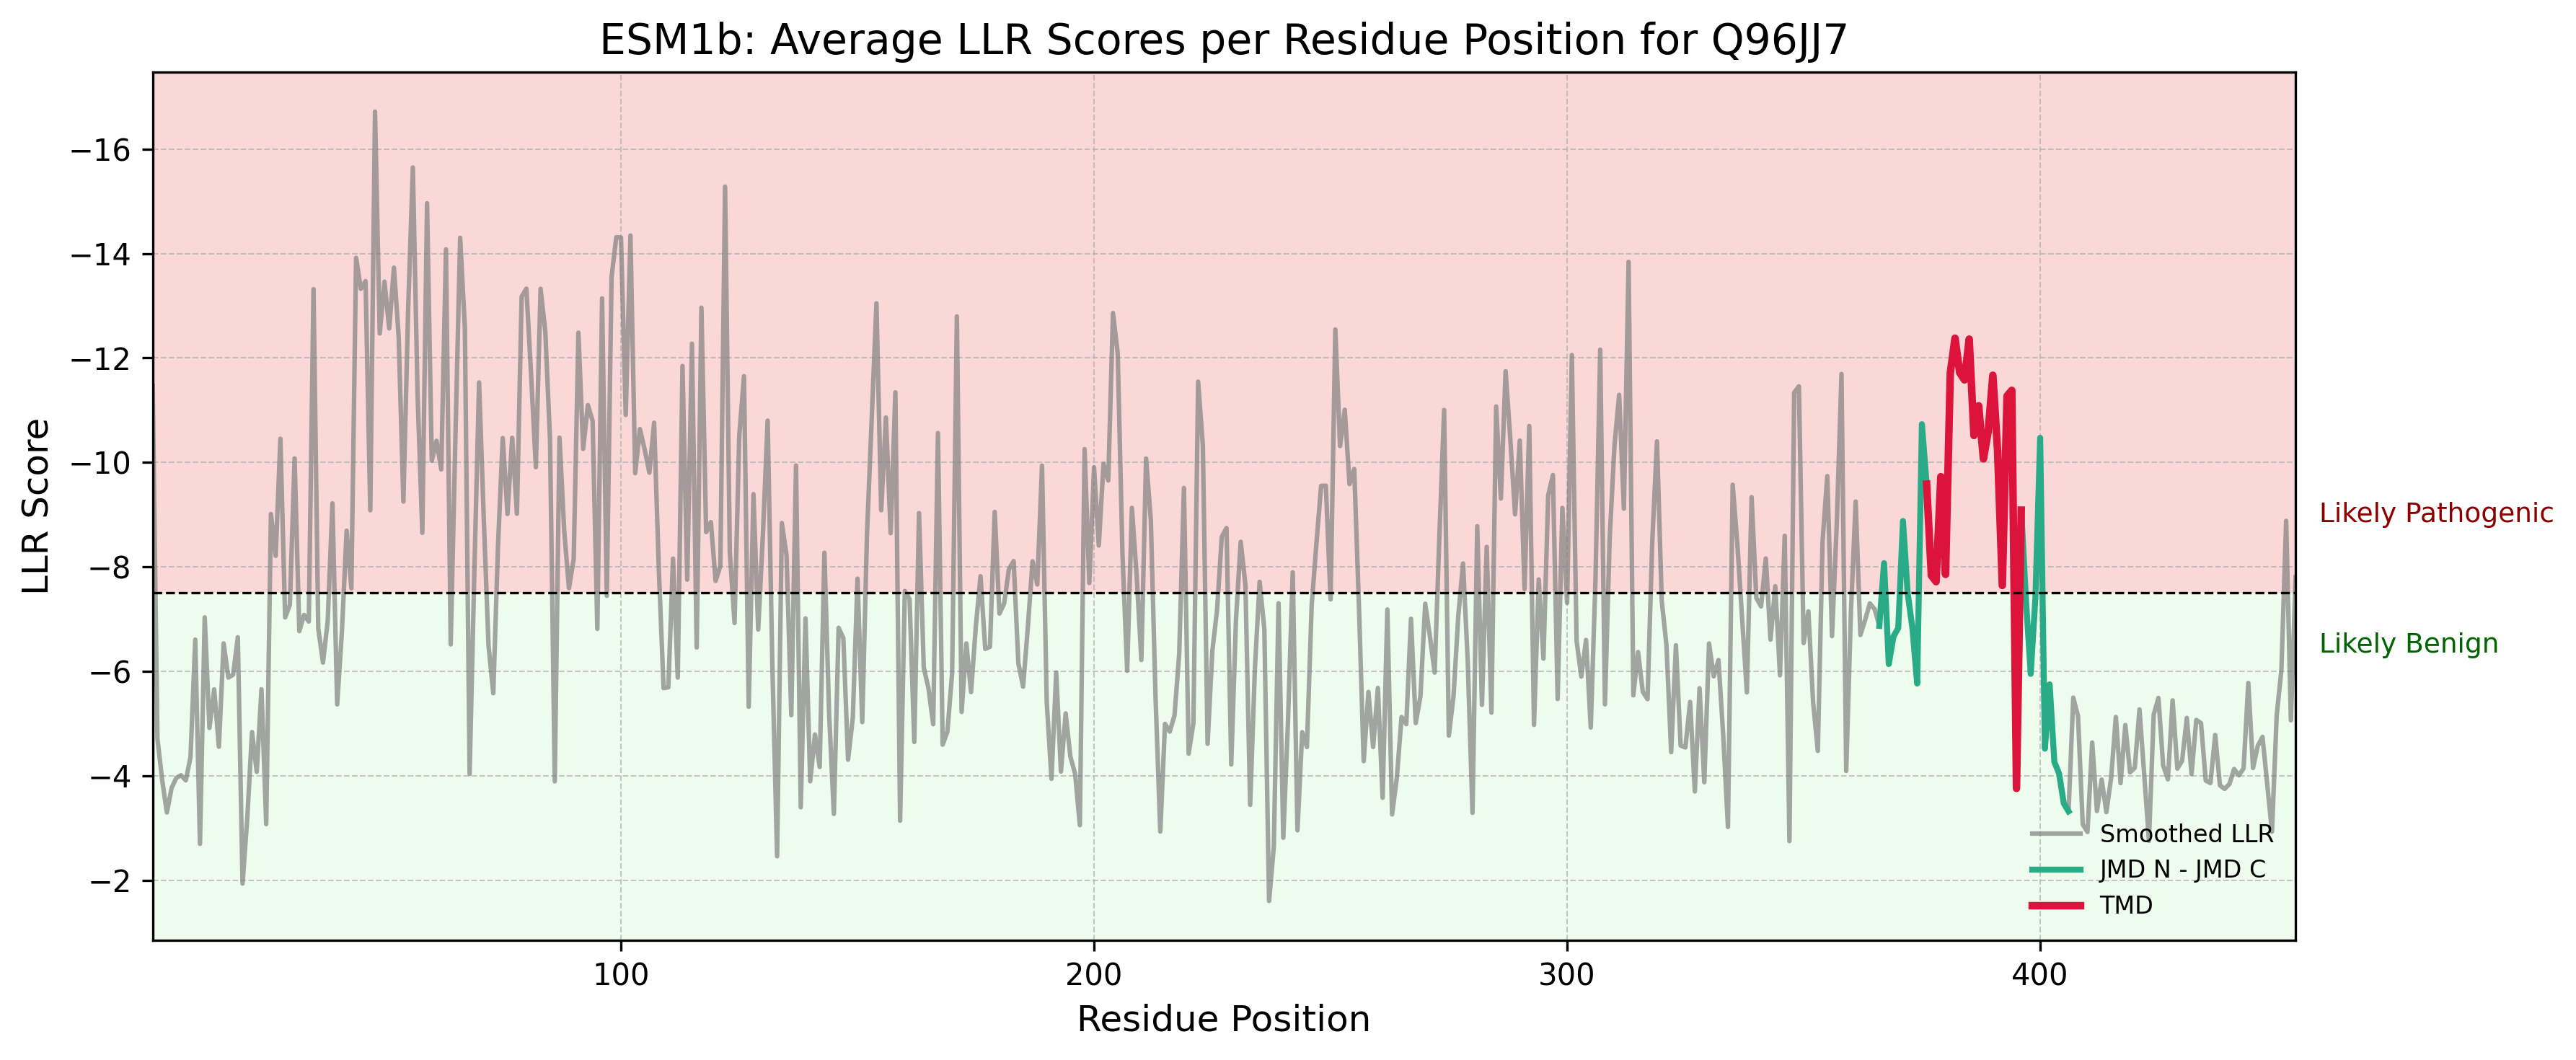 ESM1b: Average LLR Scores per Residue Position for Q96JJ7
LLR Score
−16
−14
−12
−10
−8
−6
−4
−2
Likely Pathogenic
Likely Benign
Smoothed LLR
JMD N - JMD C
TMD
100
200
300
400
Residue Position